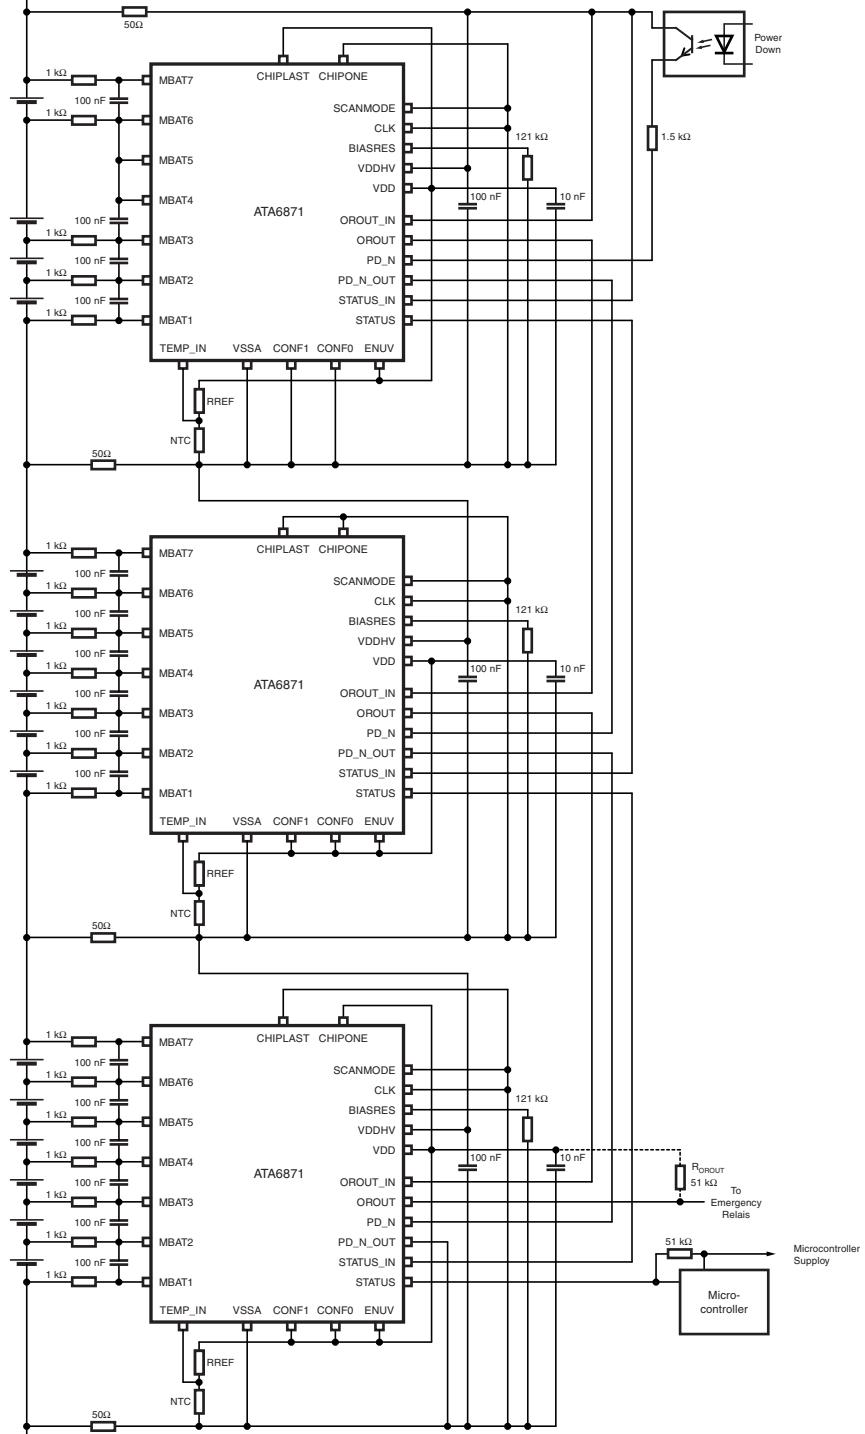 50Ω
Power
Down
1 kΩ
MBAT7
CHIPLAST
CHIPONE
100 nF
SCANMODE
1 kΩ
MBAT6
CLK
121 kΩ
1.5 kΩ
BIASRES
MBAT5
VDDHV
VDD
100 nF
10 nF
MBAT4
ATA6871
100 nF
OROUT_IN
1 kΩ
MBAT3
OROUT
100 nF
PD_N
1 kΩ
MBAT2
PD_N_OUT
100 nF
STATUS_IN
1 kΩ
MBAT1
STATUS
TEMP_IN
VSSA
CONF1
CONF0
ENUV
RREF
NTC
50Ω
1 kΩ
MBAT7
CHIPLAST
CHIPONE
100 nF
SCANMODE
1 kΩ
MBAT6
CLK
121 kΩ
100 nF
BIASRES
1 kΩ
MBAT5
VDDHV
100 nF
VDD
100 nF
10 nF
1 kΩ
MBAT4
ATA6871
100 nF
OROUT_IN
1 kΩ
MBAT3
OROUT
100 nF
PD_N
1 kΩ
MBAT2
PD_N_OUT
100 nF
STATUS_IN
1 kΩ
MBAT1
STATUS
TEMP_IN
VSSA
CONF1
CONF0
ENUV
RREF
NTC
50Ω
1 kΩ
MBAT7
CHIPLAST
CHIPONE
100 nF
SCANMODE
1 kΩ
MBAT6
CLK
121 kΩ
100 nF
BIASRES
1 kΩ
MBAT5
VDDHV
100 nF
VDD
100 nF
10 nF
1 kΩ
MBAT4
ATA6871
ROROUT
51 kΩ
100 nF
OROUT_IN
1 kΩ
MBAT3
OROUT
To
Emergency
Relais
100 nF
PD_N
1 kΩ
MBAT2
PD_N_OUT
51 kΩ
Microcontroller
Supploy
100 nF
STATUS_IN
1 kΩ
MBAT1
STATUS
Micro-
controller
TEMP_IN
VSSA
CONF1
CONF0
ENUV
RREF
NTC
50Ω